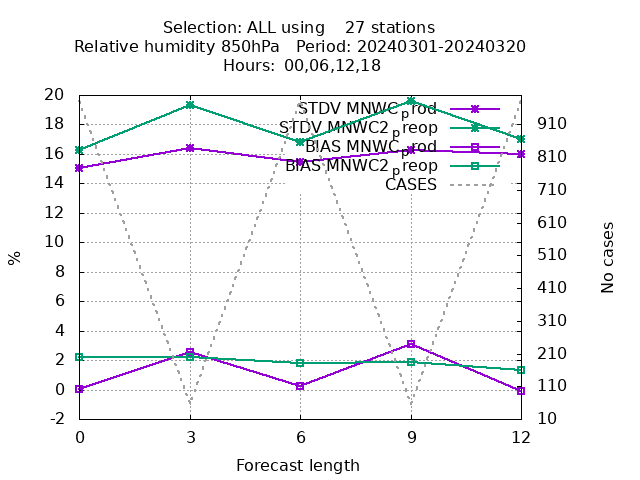 Selection: ALL using    27 stations
Relative humidity 850hPa   Period: 20240301-20240320
Hours: 00,06,12,18
STDV MNWC_prod
STDV MNWC2_preop
BIAS MNWC_prod
BIAS MNWC2_preop
CASES
20
18
16
14
12
10
8
6
4
2
0
-2
%
910
810
710
610
510
410
310
210
110
10
No cases
0 3 6 9 12
Forecast length